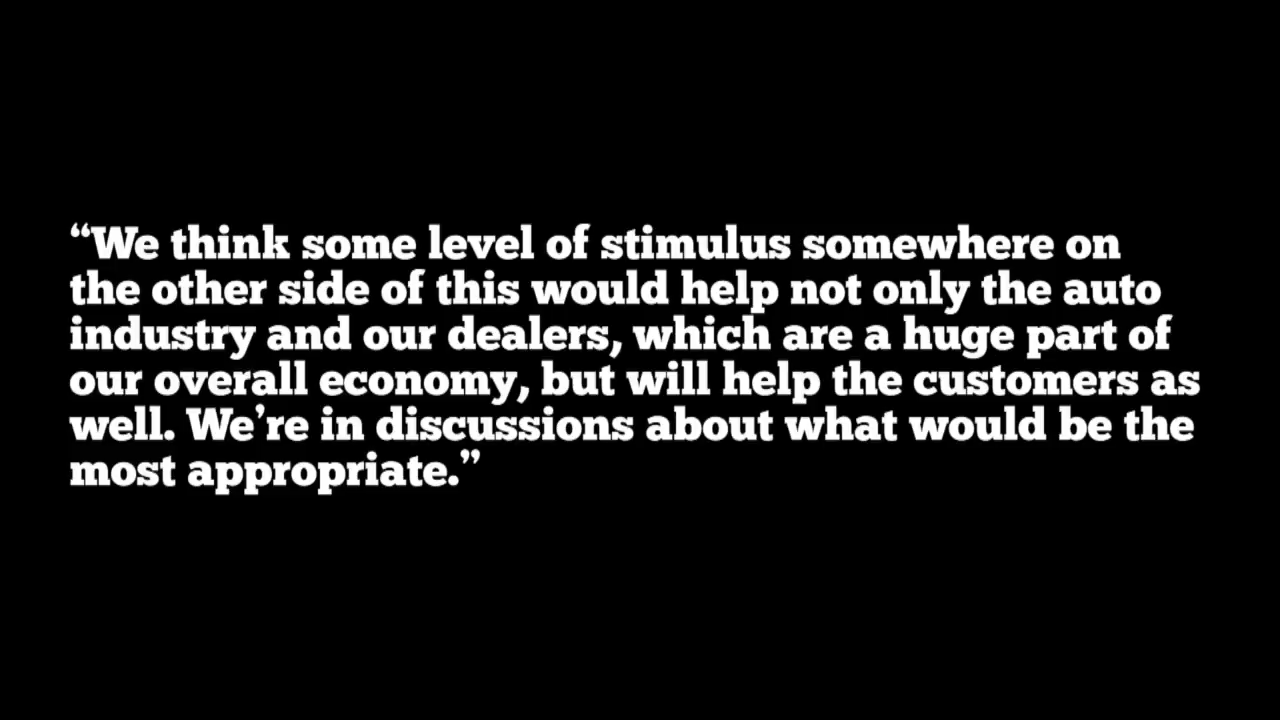 “We think some level of stimulus somewhere on
the other side of this would help not only the auto
industry and our dealers, which are a huge part of
our overall economy, but will help the customers as
well. We’re in discussions about what would be the
most appropriate.”